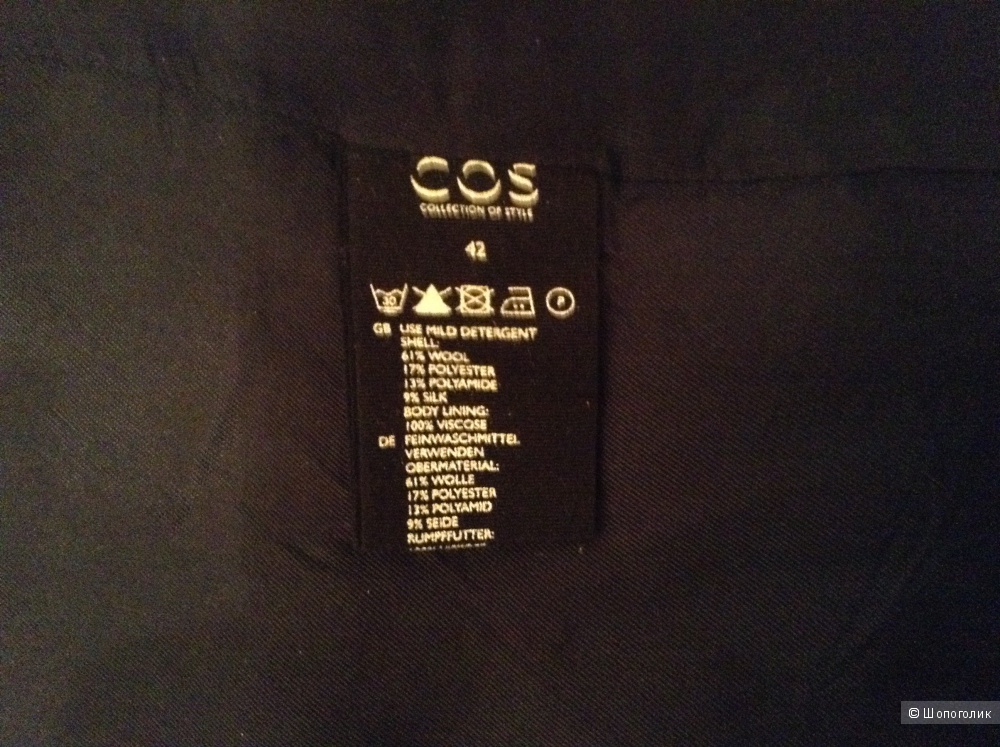 COS
COLLECTION OF STYLE
42
30
P
GB USE MILD DETERGENT
SHELL:
61% WOOL
17% POLYESTER
13% POLYAMIDE
9% SILK
BODY LINING:
100% VISCOSE
DE FEINWASCHMITTEL
VERWENDEN
OBERMATERIAL:
61% WOLLE
17% POLYESTER
13% POLYAMID
9% SEIDE
RUMPFFUTTER:
© Шопоголик